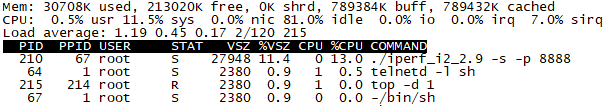 Mem: 30708K used, 213020K free, 0K shrd, 789384K buff, 789432K cached
CPU:  0.5% usr 11.5% sys  0.0% nic 81.0% idle  0.0% io  0.0% irq  7.0% sirq
Load average: 1.19 0.45 0.17 2/120 215
  PID  PPID USER     STAT   VSZ %VSZ CPU %CPU COMMAND
  210    67 root     S    27948 11.4   0 13.0 ./iperf_i2_2.9 -s -p 8888
   64     1 root     S     2380  0.9   1  0.5 telnetd -l sh
  215   214 root     R     2380  0.9   1  0.0 top -d 1
   67     1 root     S     2380  0.9   0  0.0 -/bin/sh